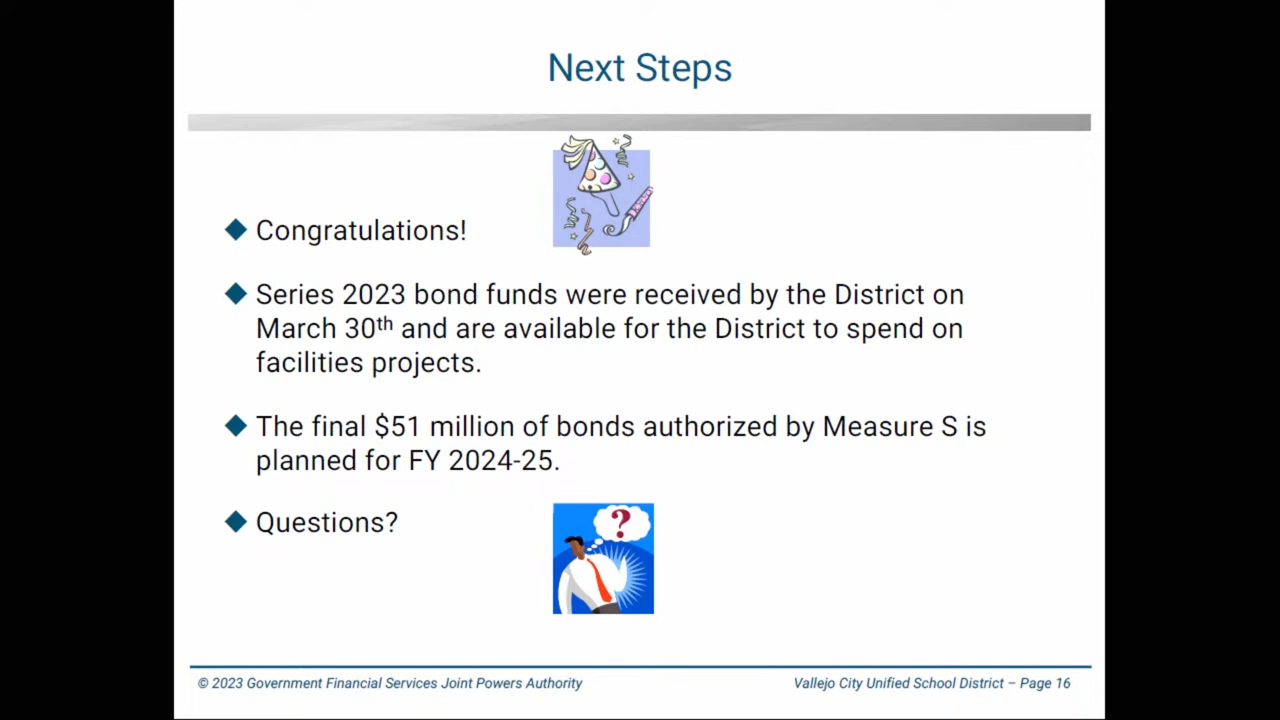 Next Steps
Congratulations!
Series 2023 bond funds were received by the District on
March 30th and are available for the District to spend on
facilities projects.
The final $51 million of bonds authorized by Measure S is
planned for FY 2024-25.
Questions?
?
© 2023 Government Financial Services Joint Powers Authority
Vallejo City Unified School District – Page 16